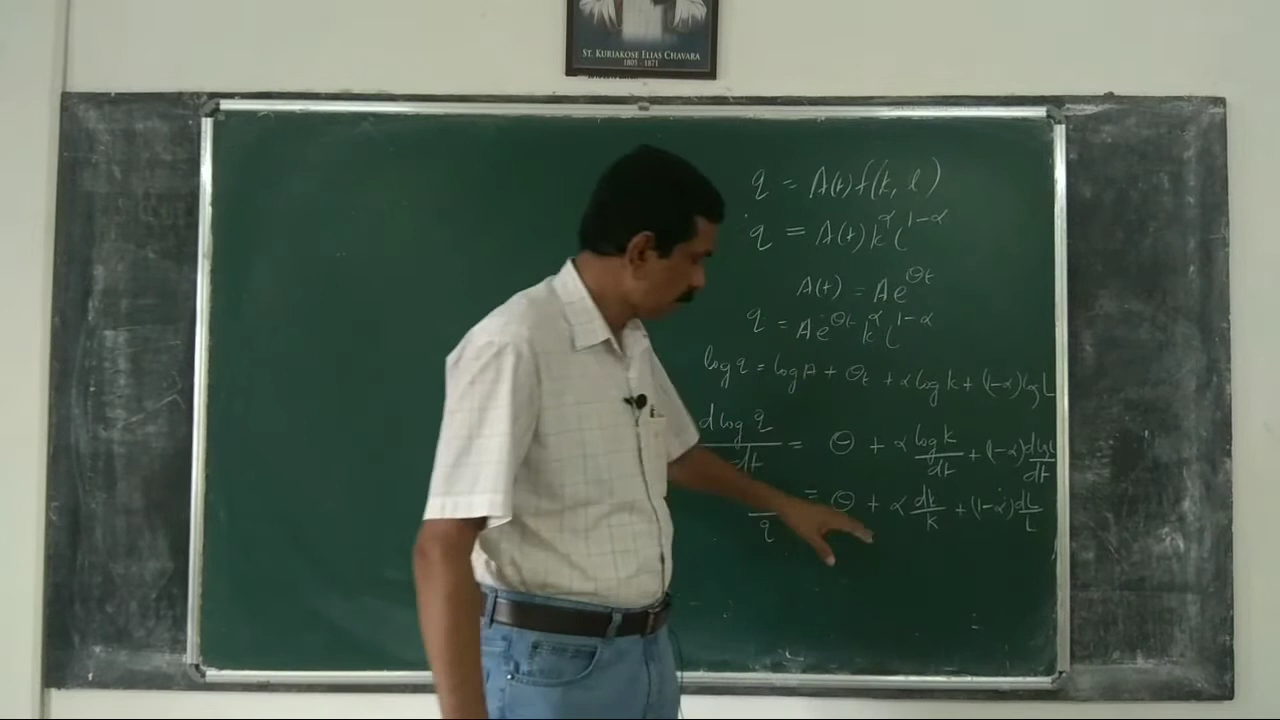 ST. KURIAKOSE ELIAS CHAVARA
1805 - 1871
q = A(t) f(k, l)
q = A(t) k^α l^1-α
A(t) = Ae^θt
q = Ae^θt k^α l^1-α
log q = log A + θt + α log k + (1-α) log L
d log q / dt = θ + α log k / dt + (1-α) d log l / dt
/ q = θ + α dk / k + (1-α) dL / L